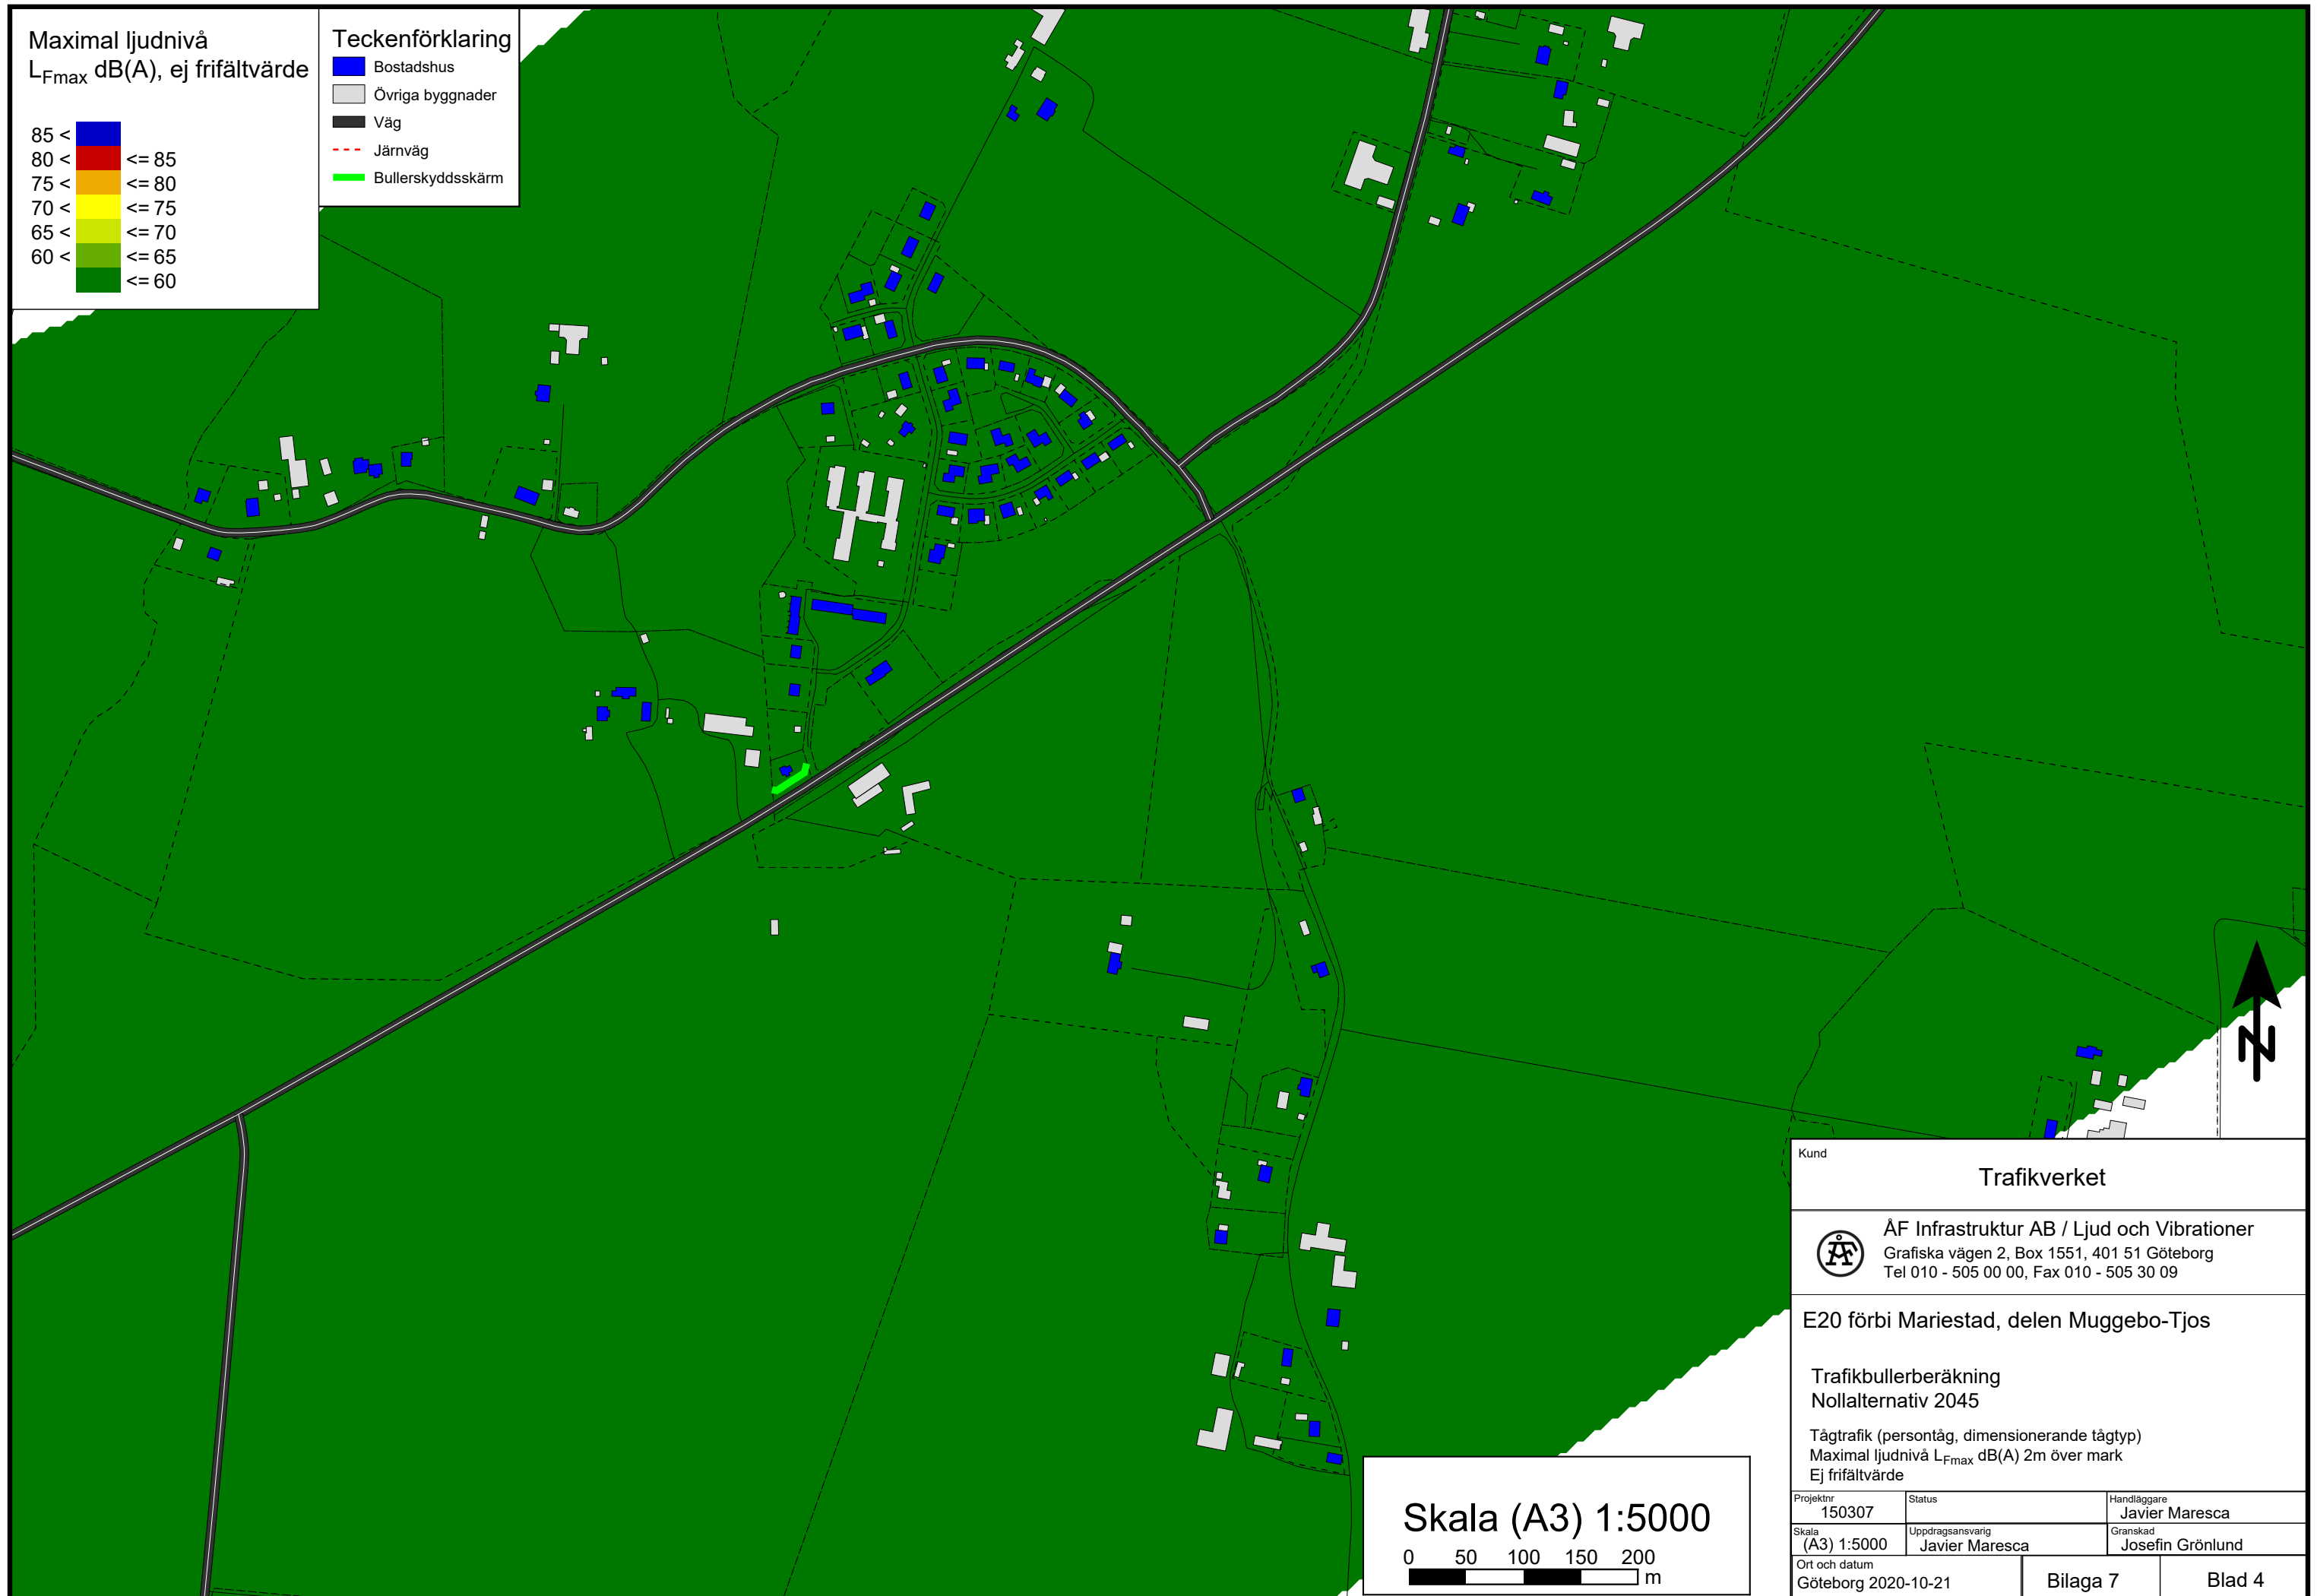 Maximal ljudnivå
LFmax dB(A), ej frifältvärde
85 <
80 < <= 85
75 < <= 80
70 < <= 75
65 < <= 70
60 < <= 65
<= 60
Teckenförklaring
Bostadshus
Övriga byggnader
Väg
Järnväg
Bullerskyddsskärm
N
Kund
Trafikverket
ÅF
ÅF Infrastruktur AB / Ljud och Vibrationer
Grafiska vägen 2, Box 1551, 401 51 Göteborg
Tel 010 - 505 00 00, Fax 010 - 505 30 09
E20 förbi Mariestad, delen Muggebo-Tjos
Trafikbullerberäkning
Nollalternativ 2045
Tågtrafik (persontåg, dimensionerande tågtyp)
Maximal ljudnivå LFmax dB(A) 2m över mark
Ej frifältvärde
Projektnr
150307
Status
Handläggare
Javier Maresca
Skala
(A3) 1:5000
Uppdragsansvarig
Javier Maresca
Granskad
Josefin Grönlund
Ort och datum
Göteborg 2020-10-21
Bilaga 7
Blad 4
Skala (A3) 1:5000
0 50 100 150 200
m